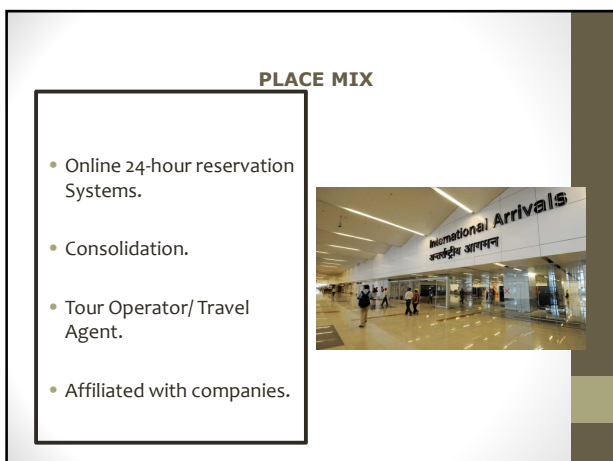 PLACE MIX
• Online 24-hour reservation
Systems.
• Consolidation.
• Tour Operator/ Travel
Agent.
• Affiliated with companies.
International Arrivals
अन्तर्राष्ट्रीय आगमन